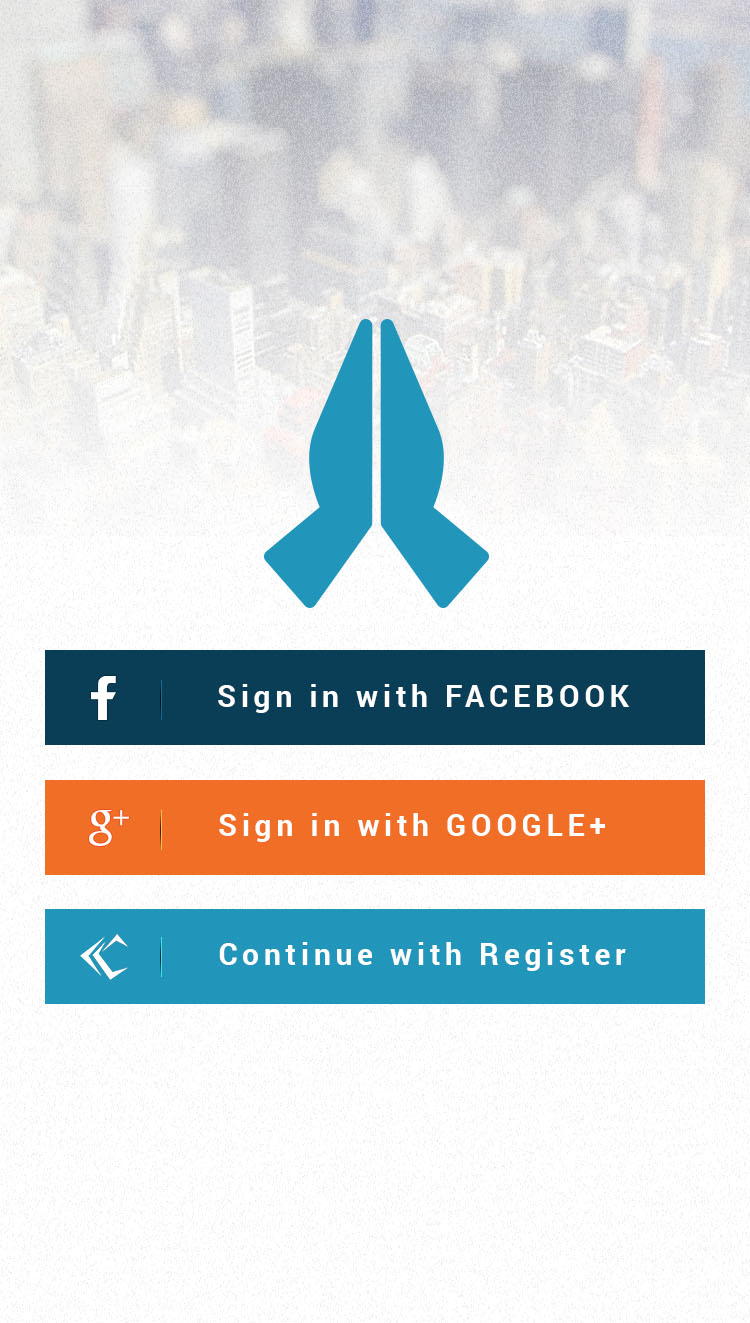 f
Sign in with FACEBOOK
g+
Sign in with GOOGLE+
Continue with Register